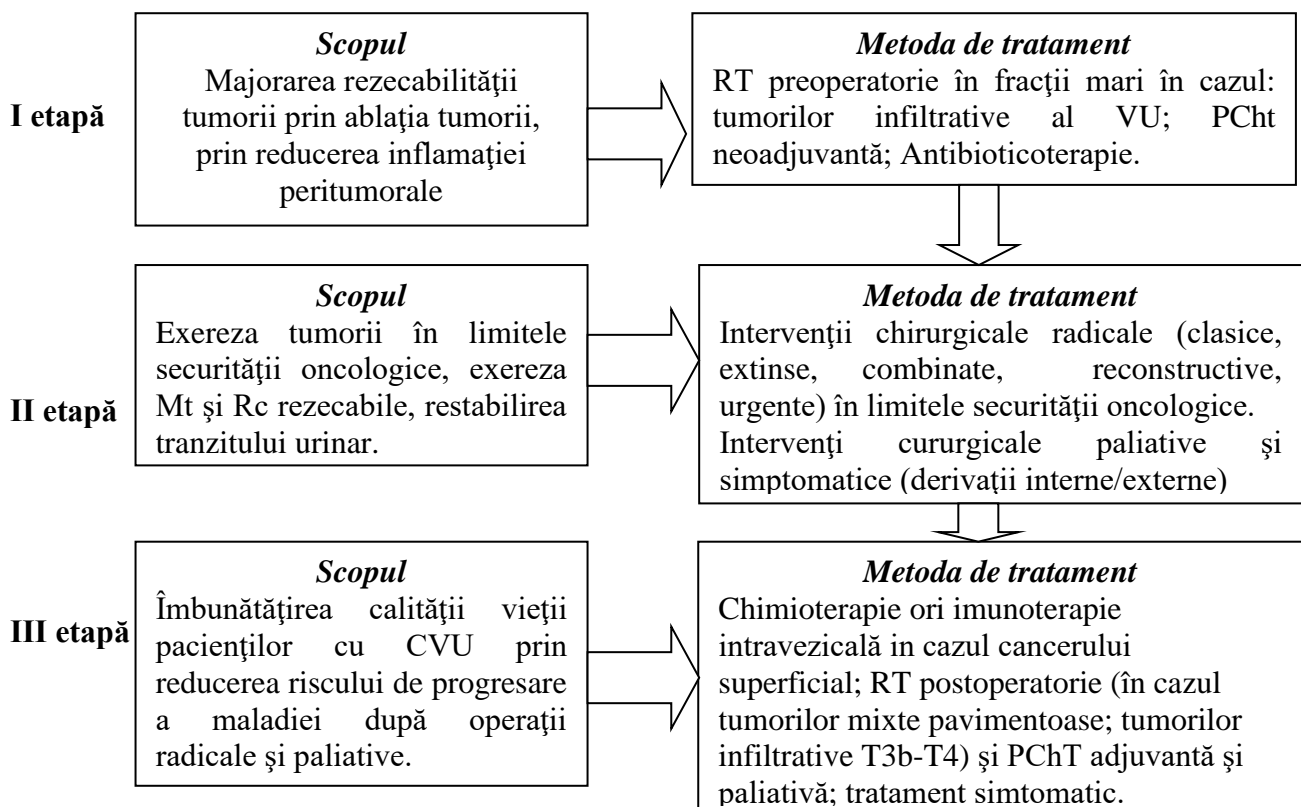 I etapă
Scopul
Majorarea rezecabilităţii
tumorii prin ablaţia tumorii,
prin reducerea inflamaţiei
peritumorale
Metoda de tratament
RT preoperatorie în fracţii mari în cazul:
tumorilor infiltrative al VU; PCht
neoadjuvantă; Antibioticoterapie.
II etapă
Scopul
Exereza tumorii în limitele
securităţii oncologice, exereza
Mt şi Rc rezecabile, restabilirea
tranzitului urinar.
Metoda de tratament
Intervenţii chirurgicale radicale (clasice,
extinse, combinate, reconstructive,
urgente) în limitele securităţii oncologice.
Intervenţi cururgicale paliative şi
simptomatice (derivaţii interne/externe)
III etapă
Scopul
Îmbunătăţirea calităţii vieţii
pacienţilor cu CVU prin
reducerea riscului de progresare
a maladiei după operaţii
radicale şi paliative.
Metoda de tratament
Chimioterapie ori imunoterapie
intravezicală in cazul cancerului
superficial; RT postoperatorie (în cazul
tumorilor mixte pavimentoase; tumorilor
infiltrative T3b-T4) şi PChT adjuvantă şi
paliativă; tratament simtomatic.